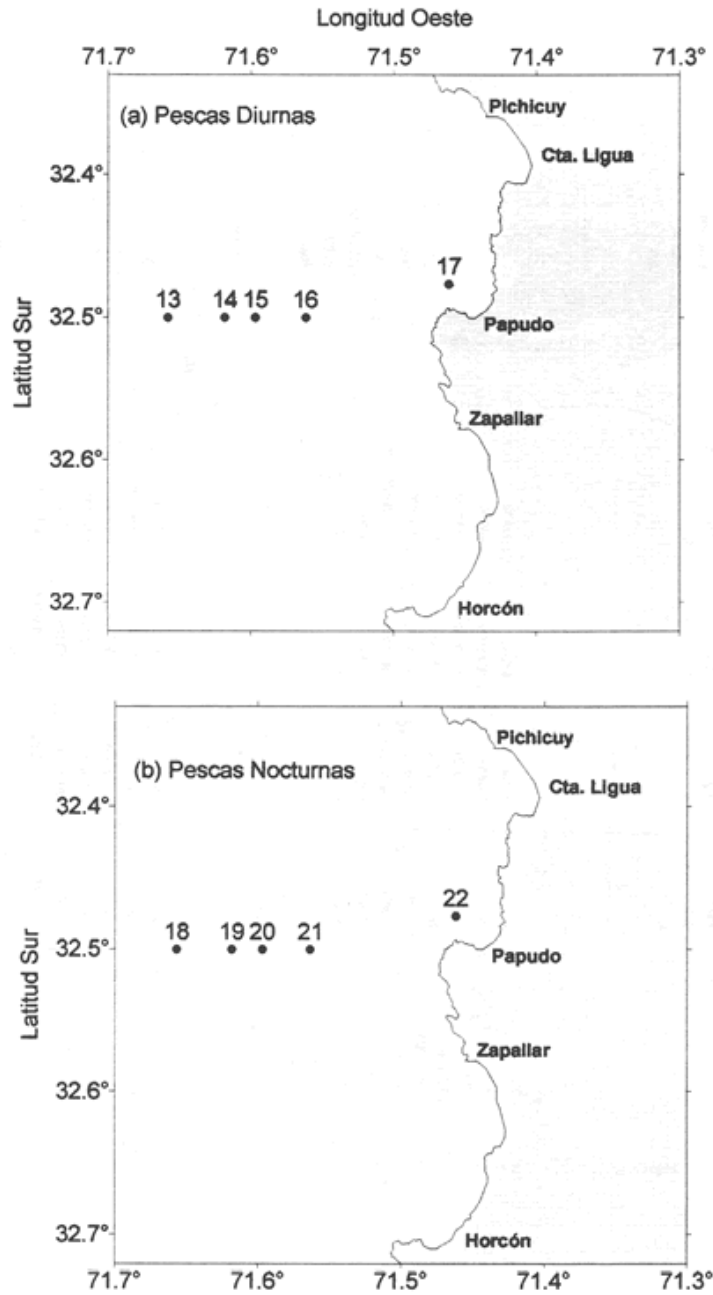 Longitud Oeste
71.7° 71.6° 71.5° 71.4° 71.3°
(a) Pescas Diurnas
Pichicuy
Cta. Ligua
32.4°
17
13 14 15 16
32.5°
Papudo
Latitud Sur
Zapallar
32.6°
Horcón
32.7°
(b) Pescas Nocturnas
Pichicuy
Cta. Ligua
32.4°
22
18 19 20 21
32.5°
Papudo
Latitud Sur
Zapallar
32.6°
32.7°
Horcón
71.7° 71.6° 71.5° 71.4° 71.3°